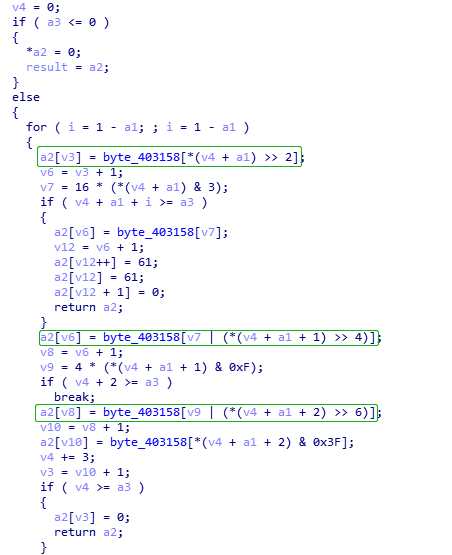 v4 = 0;
if ( a3 <= 0 )
{
*a2 = 0;
result = a2;
}
else
{
for ( i = 1 - a1; ; i = 1 - a1 )
{
a2[v3] = byte_403158[*(v4 + a1) >> 2];
v6 = v3 + 1;
v7 = 16 * (*(v4 + a1) & 3);
if ( v4 + a1 + i >= a3 )
{
a2[v6] = byte_403158[v7];
v12 = v6 + 1;
a2[v12++] = 61;
a2[v12] = 61;
a2[v12 + 1] = 0;
return a2;
}
a2[v6] = byte_403158[v7 | (*(v4 + a1 + 1) >> 4)];
v8 = v6 + 1;
v9 = 4 * (*(v4 + a1 + 1) & 0xF);
if ( v4 + 2 >= a3 )
break;
a2[v8] = byte_403158[v9 | (*(v4 + a1 + 2) >> 6)];
v10 = v8 + 1;
a2[v10] = byte_403158[*(v4 + a1 + 2) & 0x3F];
v4 += 3;
v3 = v10 + 1;
if ( v4 >= a3 )
{
a2[v3] = 0;
return a2;
}